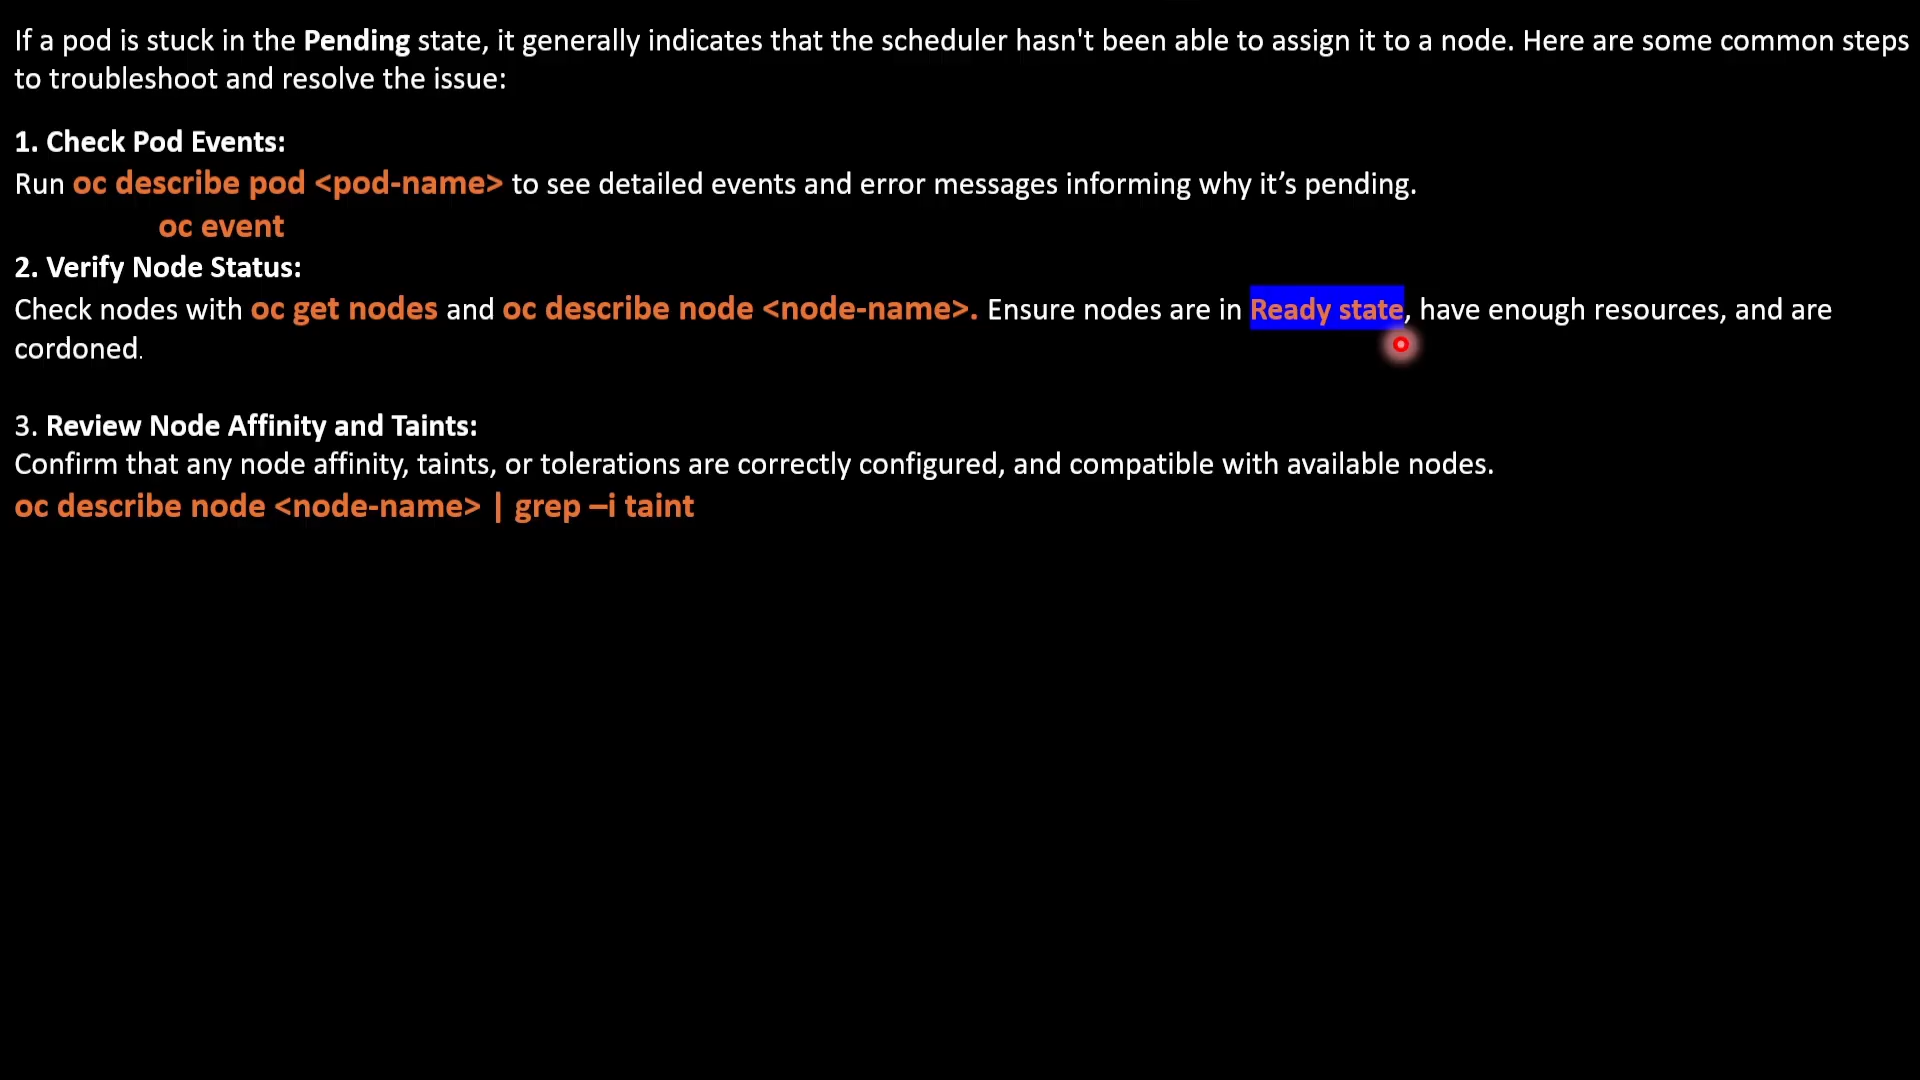 If a pod is stuck in the Pending state, it generally indicates that the scheduler hasn't been able to assign it to a node. Here are some common steps
to troubleshoot and resolve the issue:
1. Check Pod Events:
Run oc describe pod <pod-name> to see detailed events and error messages informing why it’s pending.
oc event
2. Verify Node Status:
Check nodes with oc get nodes and oc describe node <node-name>. Ensure nodes are in Ready state, have enough resources, and are
cordoned.
3. Review Node Affinity and Taints:
Confirm that any node affinity, taints, or tolerations are correctly configured, and compatible with available nodes.
oc describe node <node-name> | grep –i taint